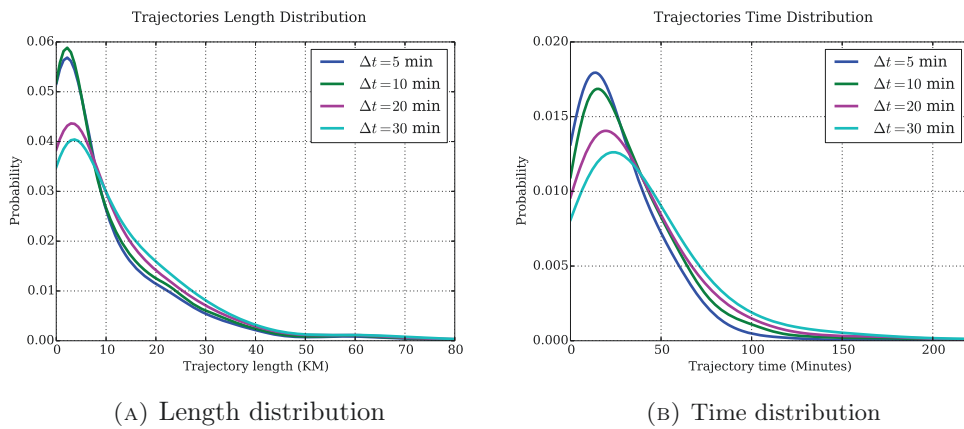 Trajectories Length Distribution
0.06
0.05
0.04
0.03
0.02
0.01
0.00
Probability
0 10 20 30 40 50 60 70 80
Trajectory length (KM)
Δt=5 min
Δt=10 min
Δt=20 min
Δt=30 min
(A) Length distribution
Trajectories Time Distribution
0.020
0.015
0.010
0.005
0.000
Probability
0 50 100 150 200
Trajectory time (Minutes)
Δt=5 min
Δt=10 min
Δt=20 min
Δt=30 min
(B) Time distribution